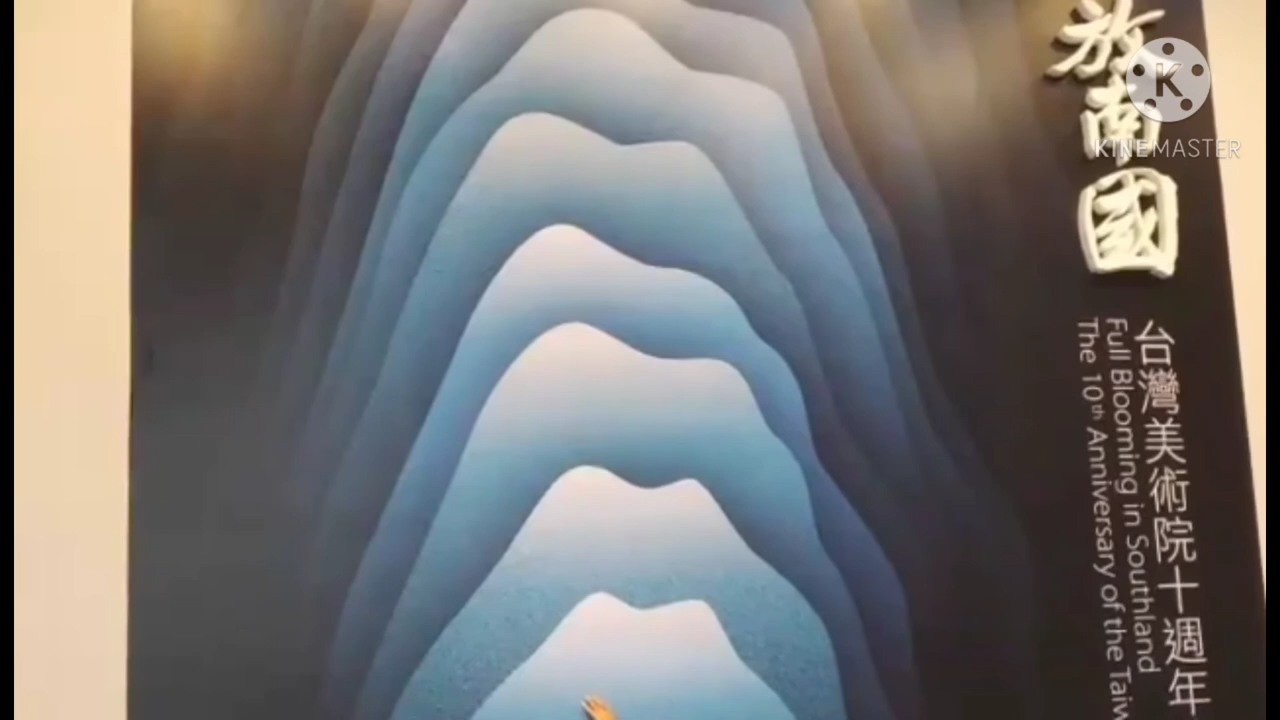 放南國
K
KINEMASTER
台灣美術院十週年
Full Blooming in Southland
The 10th Anniversary of the Taiw